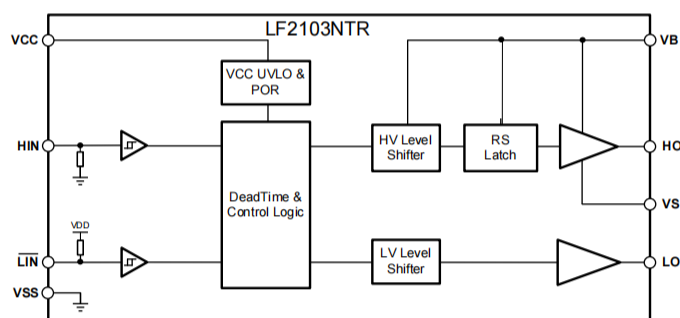 LF2103NTR
VCC
VB
VCC UVLO &
POR
HIN
HV Level
Shifter
RS
Latch
HO
DeadTime &
Control Logic
VS
VDD
LIN
LV Level
Shifter
LO
VSS